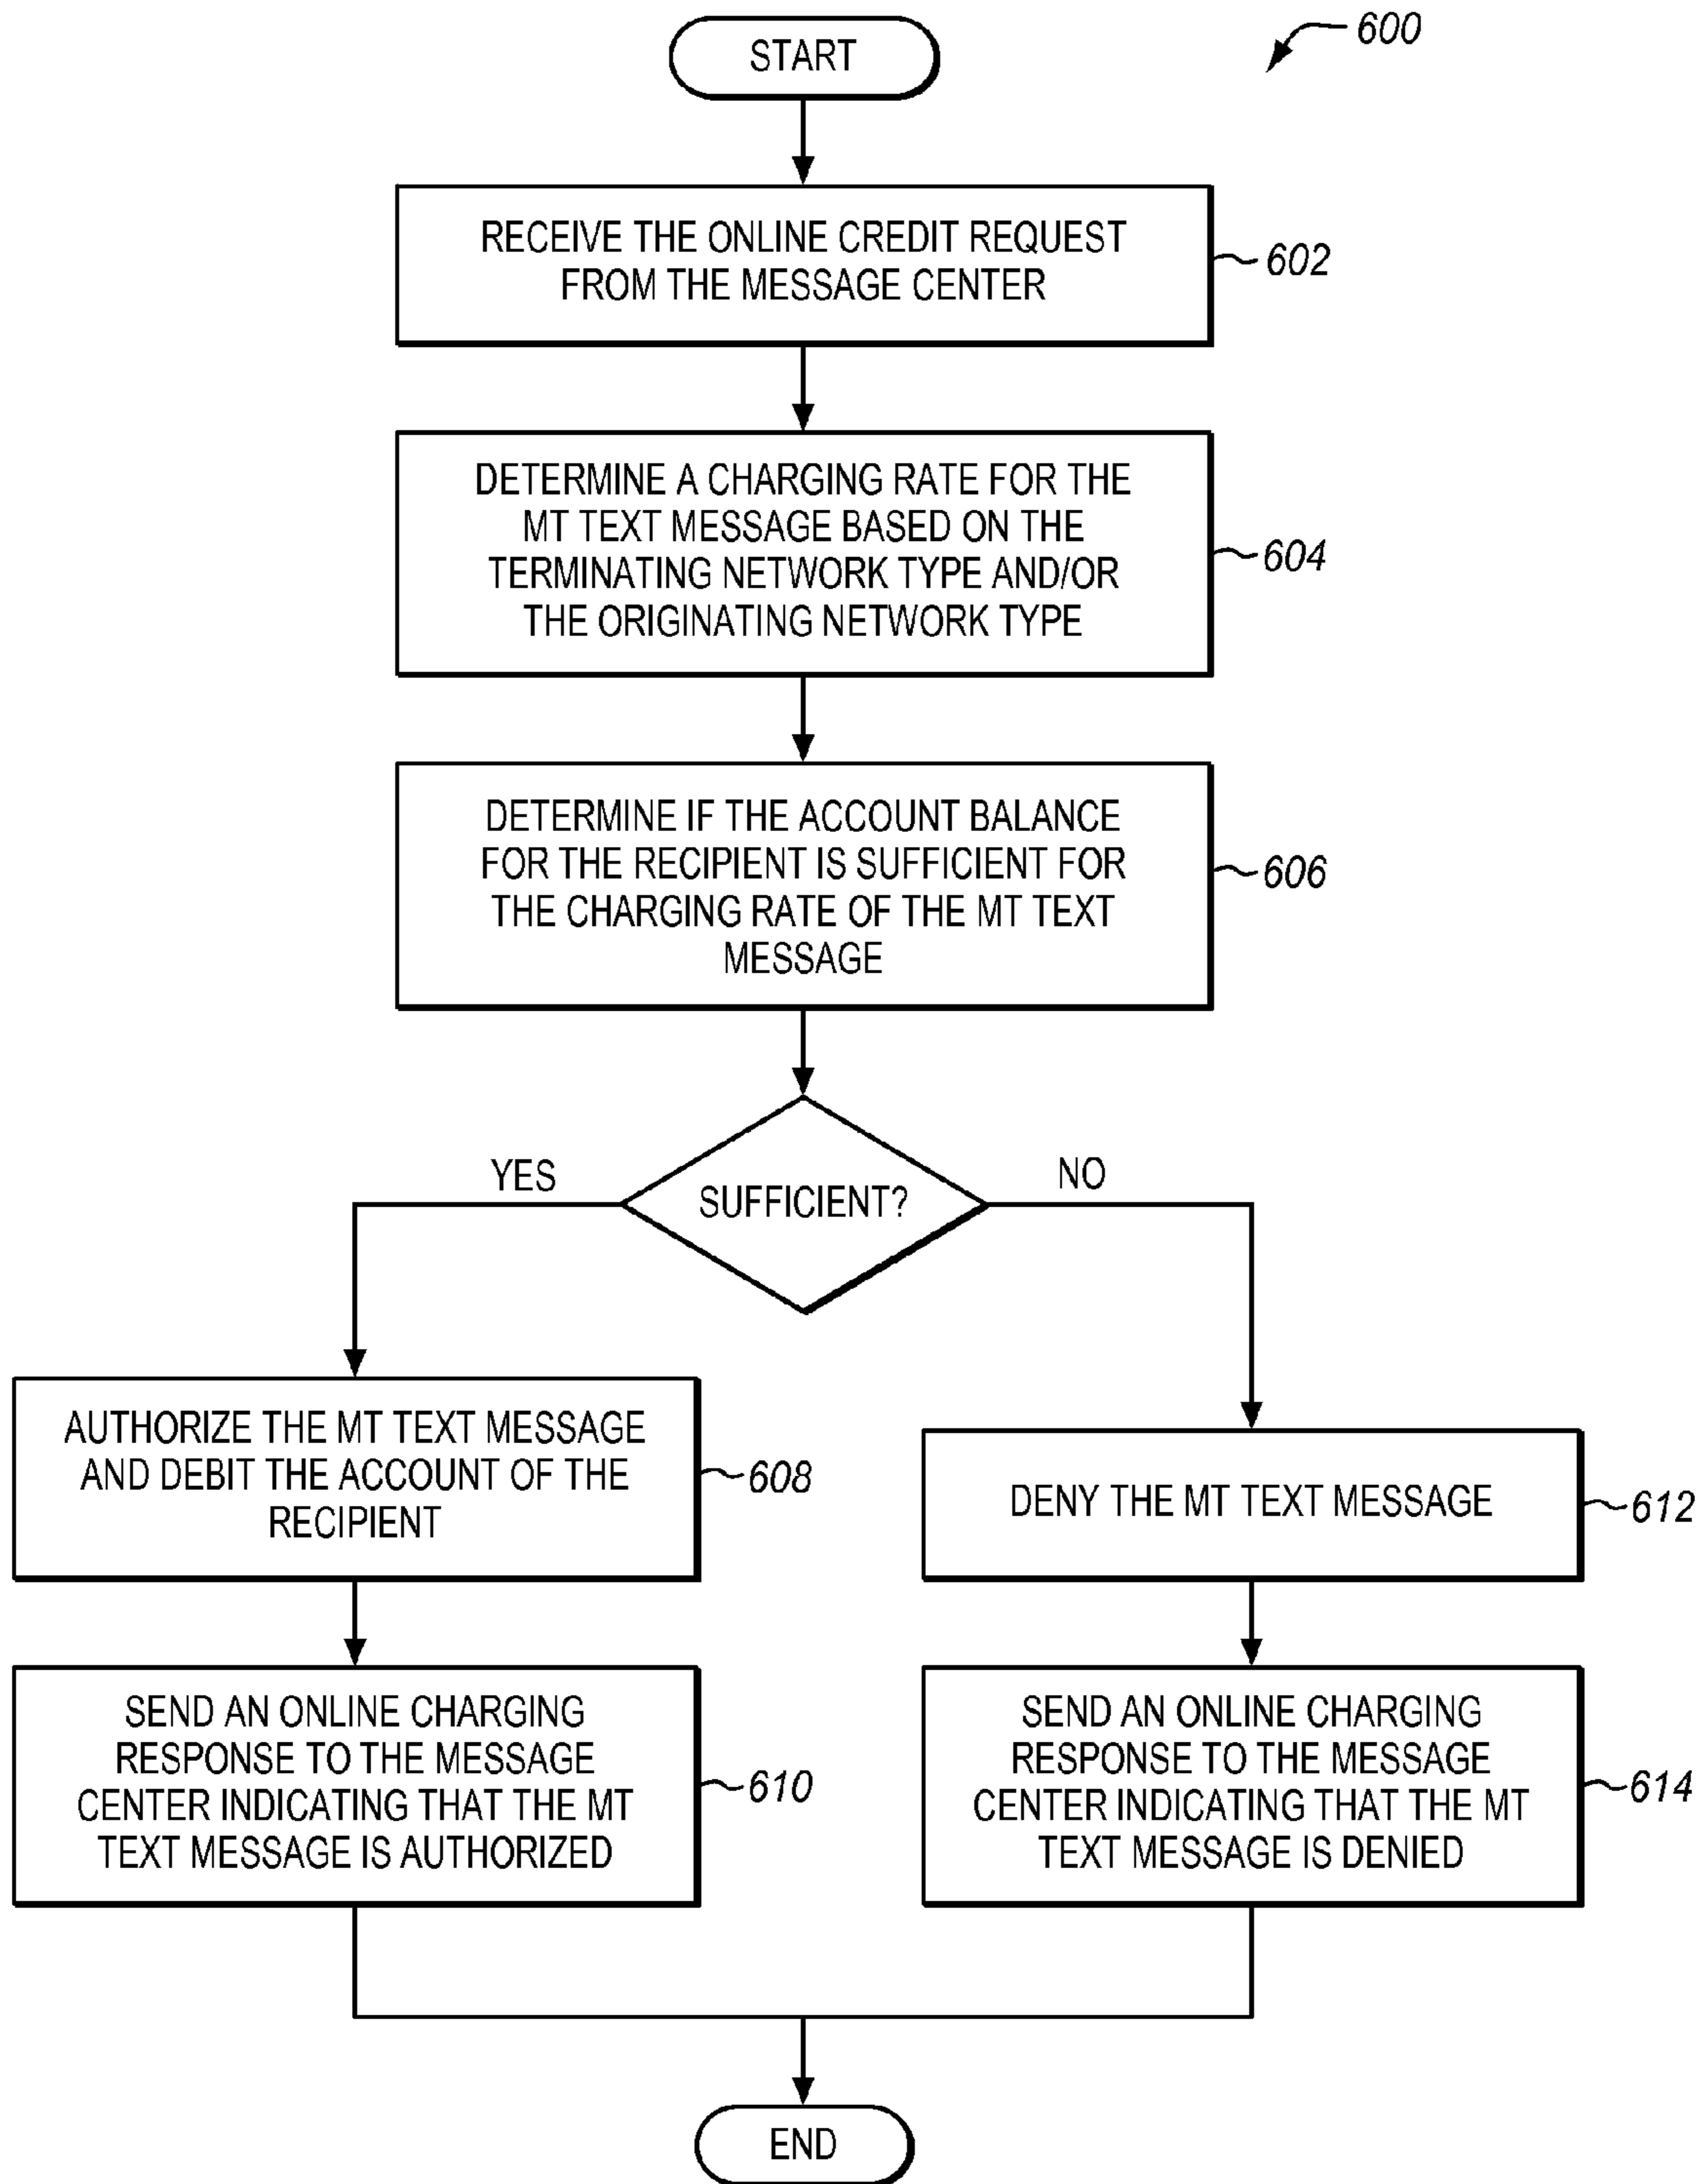 START
600
RECEIVE THE ONLINE CREDIT REQUEST
FROM THE MESSAGE CENTER
602
DETERMINE A CHARGING RATE FOR THE
MT TEXT MESSAGE BASED ON THE
TERMINATING NETWORK TYPE AND/OR
THE ORIGINATING NETWORK TYPE
604
DETERMINE IF THE ACCOUNT BALANCE
FOR THE RECIPIENT IS SUFFICIENT FOR
THE CHARGING RATE OF THE MT TEXT
MESSAGE
606
YES
SUFFICIENT?
NO
AUTHORIZE THE MT TEXT MESSAGE
AND DEBIT THE ACCOUNT OF THE
RECIPIENT
608
DENY THE MT TEXT MESSAGE
612
SEND AN ONLINE CHARGING
RESPONSE TO THE MESSAGE
CENTER INDICATING THAT THE MT
TEXT MESSAGE IS AUTHORIZED
610
SEND AN ONLINE CHARGING
RESPONSE TO THE MESSAGE
CENTER INDICATING THAT THE MT
TEXT MESSAGE IS DENIED
614
END